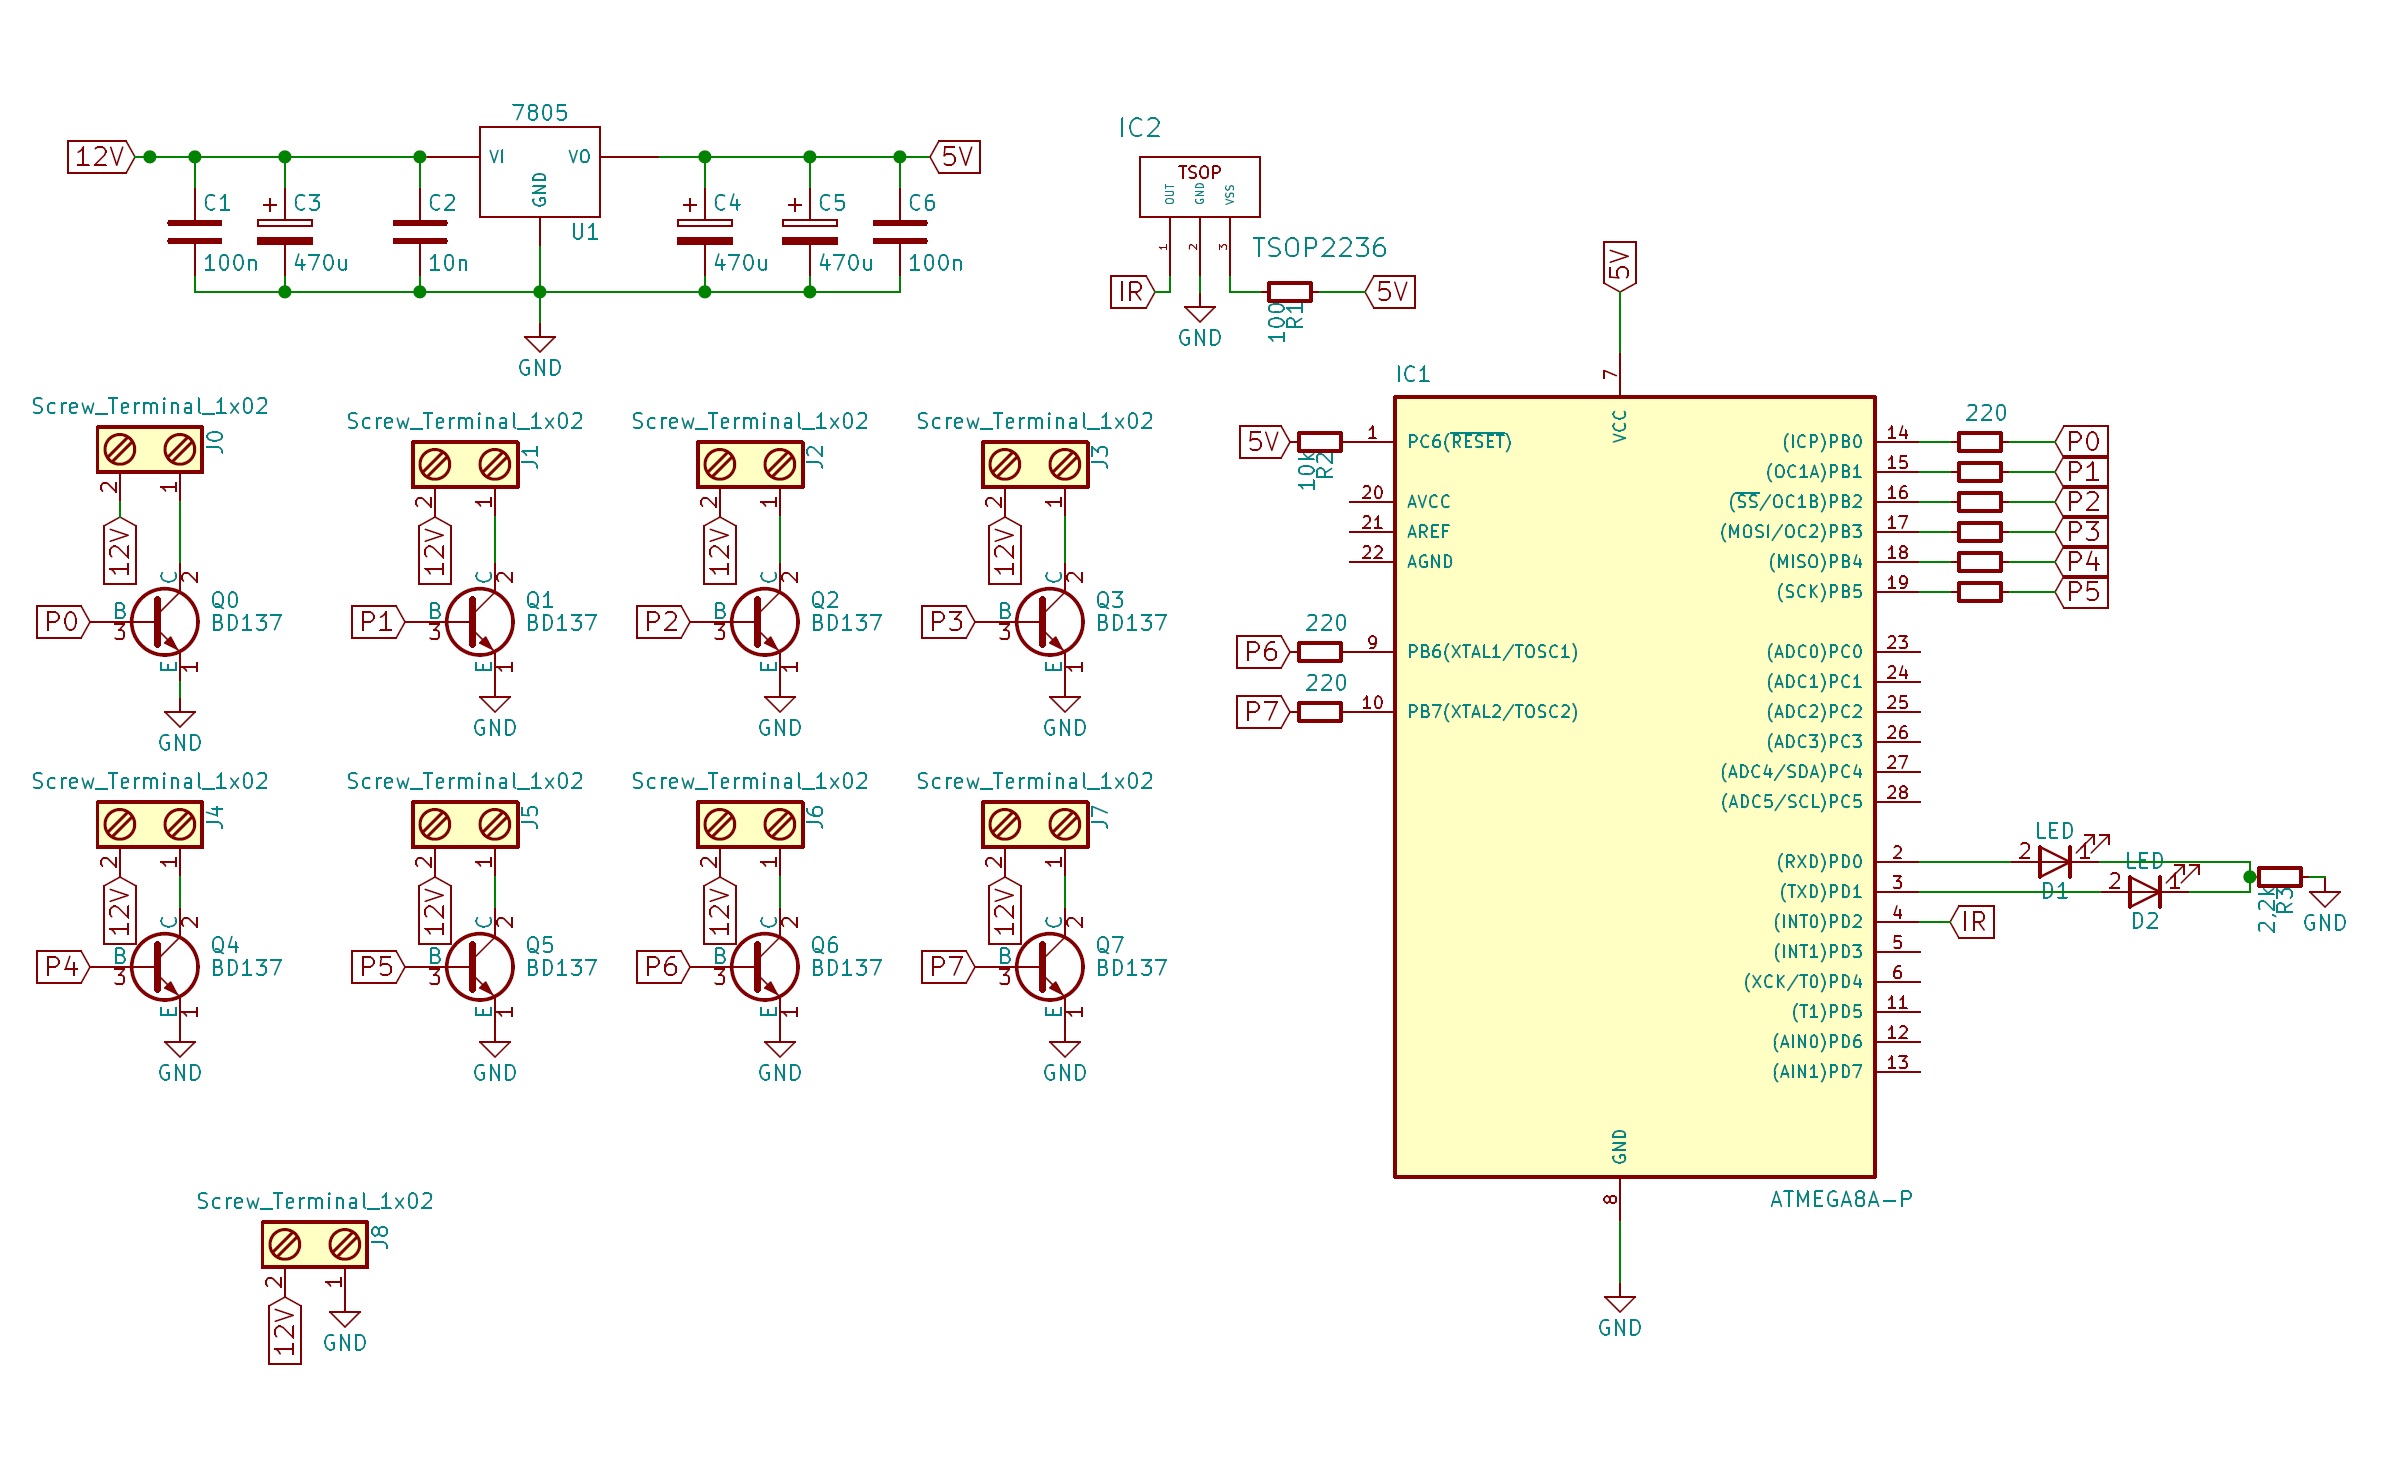 7805
12V
VI
VO
GND
U1
5V
C1
100n
+
C3
470u
C2
10n
+
C4
470u
+
C5
470u
C6
100n
GND
IC2
TSOP
OUT
GND
VSS
1
2
3
TSOP2236
IR
GND
100
R1
5V
Screw_Terminal_1x02
J0
2
1
12V
P0
B
3
C
2
E
1
Q0
BD137
GND
Screw_Terminal_1x02
J1
2
1
12V
P1
B
3
C
2
E
1
Q1
BD137
GND
Screw_Terminal_1x02
J2
2
1
12V
P2
B
3
C
2
E
1
Q2
BD137
GND
Screw_Terminal_1x02
J3
2
1
12V
P3
B
3
C
2
E
1
Q3
BD137
GND
Screw_Terminal_1x02
J4
2
1
12V
P4
B
3
C
2
E
1
Q4
BD137
GND
Screw_Terminal_1x02
J5
2
1
12V
P5
B
3
C
2
E
1
Q5
BD137
GND
Screw_Terminal_1x02
J6
2
1
12V
P6
B
3
C
2
E
1
Q6
BD137
GND
Screw_Terminal_1x02
J7
2
1
12V
P7
B
3
C
2
E
1
Q7
BD137
GND
Screw_Terminal_1x02
J8
2
1
12V
GND
5V
7
VCC
IC1
5V
10k
R2
1
PC6(RESET)
20
AVCC
21
AREF
22
AGND
220
P6
9
PB6(XTAL1/TOSC1)
220
P7
10
PB7(XTAL2/TOSC2)
220
(ICP)PB0
14
P0
(OC1A)PB1
15
P1
(SS/OC1B)PB2
16
P2
(MOSI/OC2)PB3
17
P3
(MISO)PB4
18
P4
(SCK)PB5
19
P5
(ADC0)PC0
23
(ADC1)PC1
24
(ADC2)PC2
25
(ADC3)PC3
26
(ADC4/SDA)PC4
27
(ADC5/SCL)PC5
28
(RXD)PD0
2
(TXD)PD1
3
(INT0)PD2
4
IR
(INT1)PD3
5
(XCK/T0)PD4
6
(T1)PD5
11
(AIN0)PD6
12
(AIN1)PD7
13
LED
2
1
D1
LED
2
1
D2
2,2k
R3
GND
GND
8
ATMEGA8A-P
GND